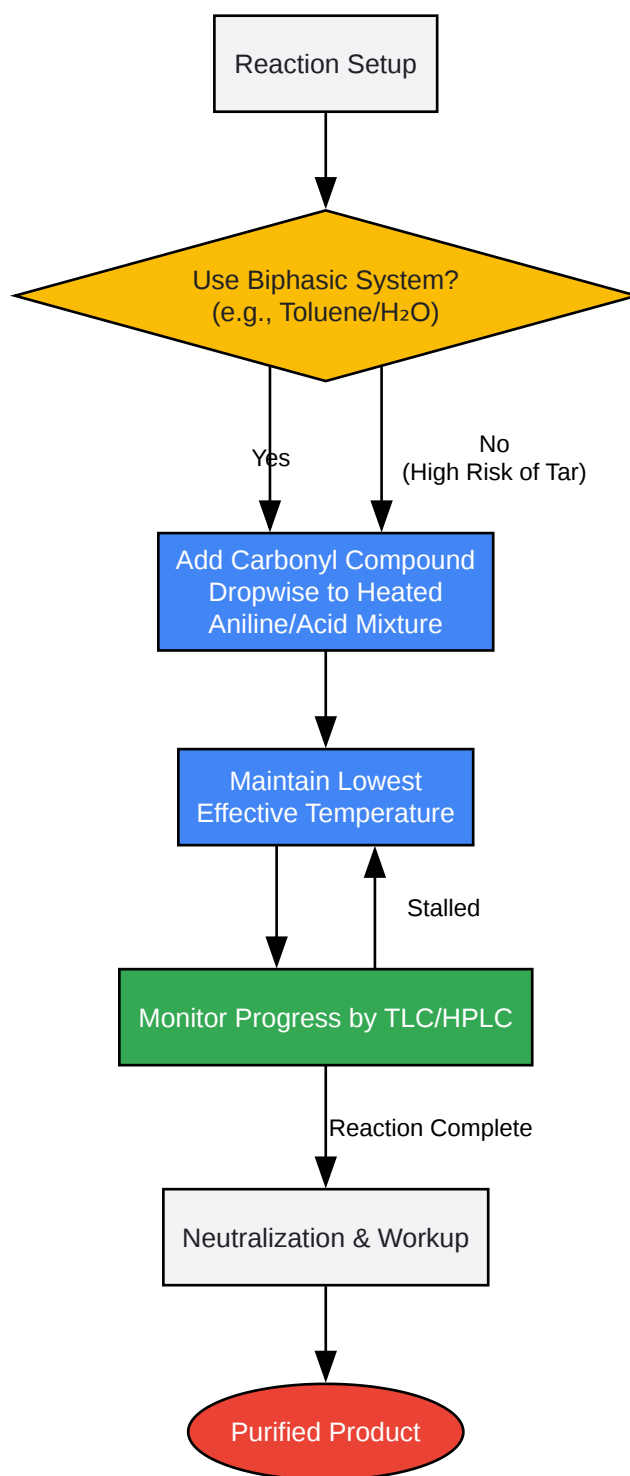 Reaction Setup
Use Biphasic System?
(e.g., Toluene/H₂O)
Yes
No
(High Risk of Tar)
Add Carbonyl Compound
Dropwise to Heated
Aniline/Acid Mixture
Maintain Lowest
Effective Temperature
Stalled
Monitor Progress by TLC/HPLC
Reaction Complete
Neutralization & Workup
Purified Product